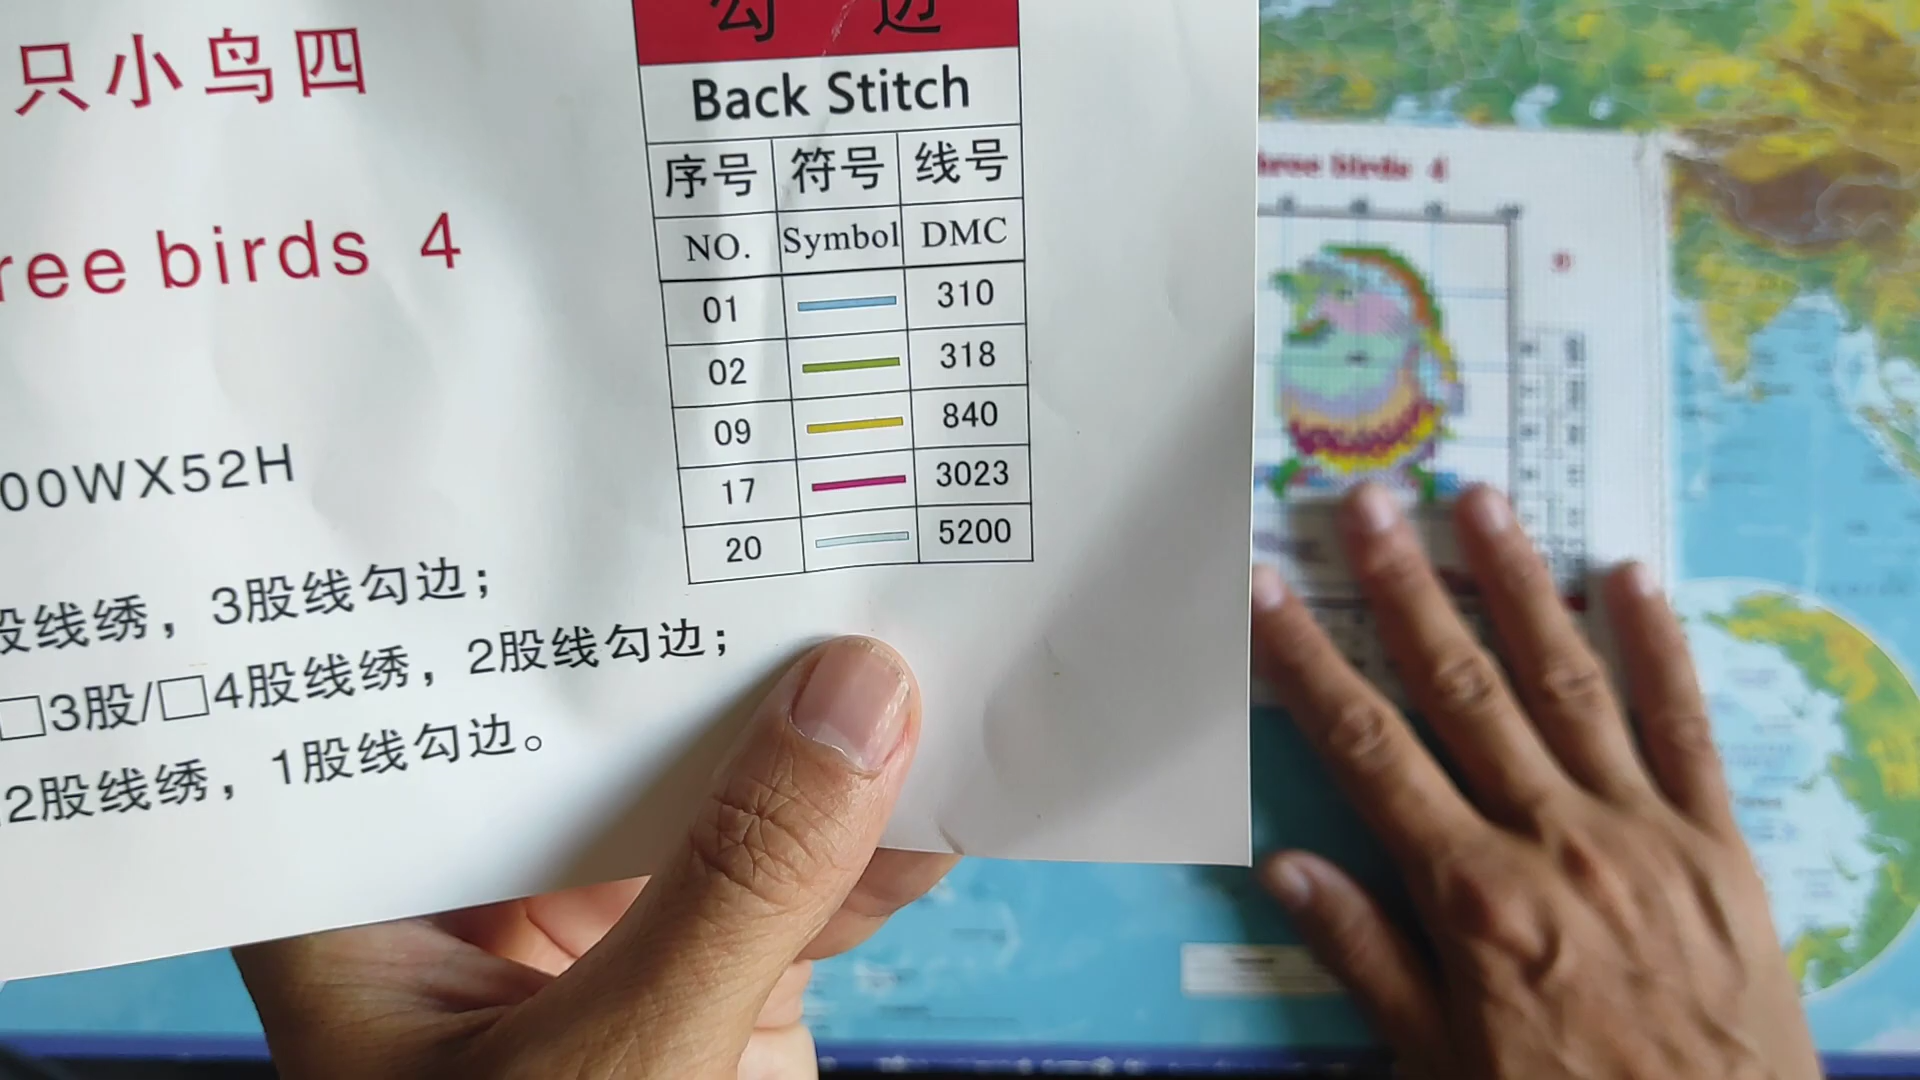 只小鸟四
ree birds 4
00WX52H
股线绣，3股线勾边；
□3股/□4股线绣，2股线勾边；
2股线绣，1股线勾边。
勾 边
Back Stitch
序号 符号 线号
NO. Symbol DMC
01 310
02 318
09 840
17 3023
20 5200
hree birds 4